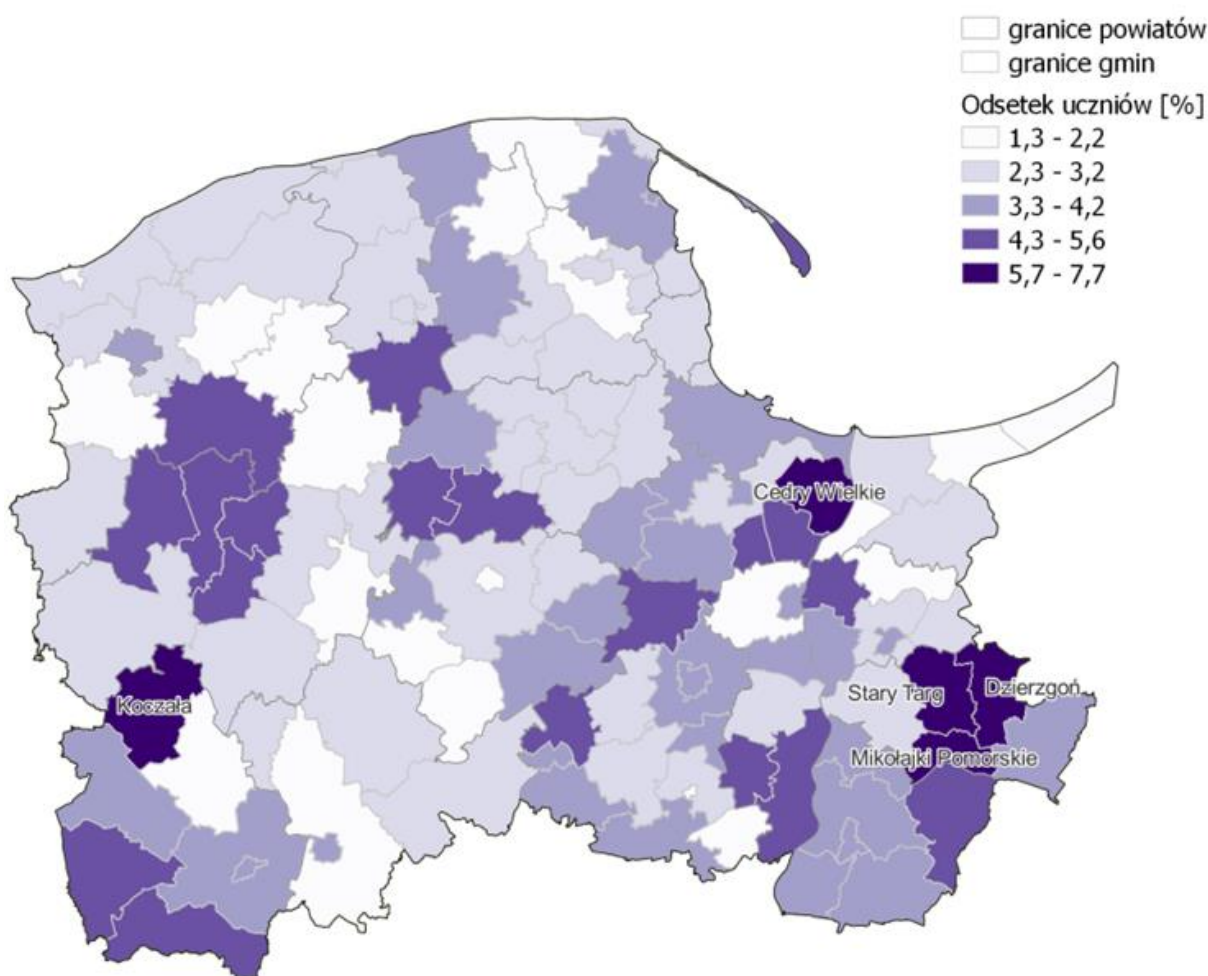 granice powiatów
granice gmin
Odsetek uczniów [%]
1,3 - 2,2
2,3 - 3,2
3,3 - 4,2
4,3 - 5,6
5,7 - 7,7
Cedry Wielkie
Koczała
Stary Targ
Dzierzgoń
Mikołajki Pomorskie